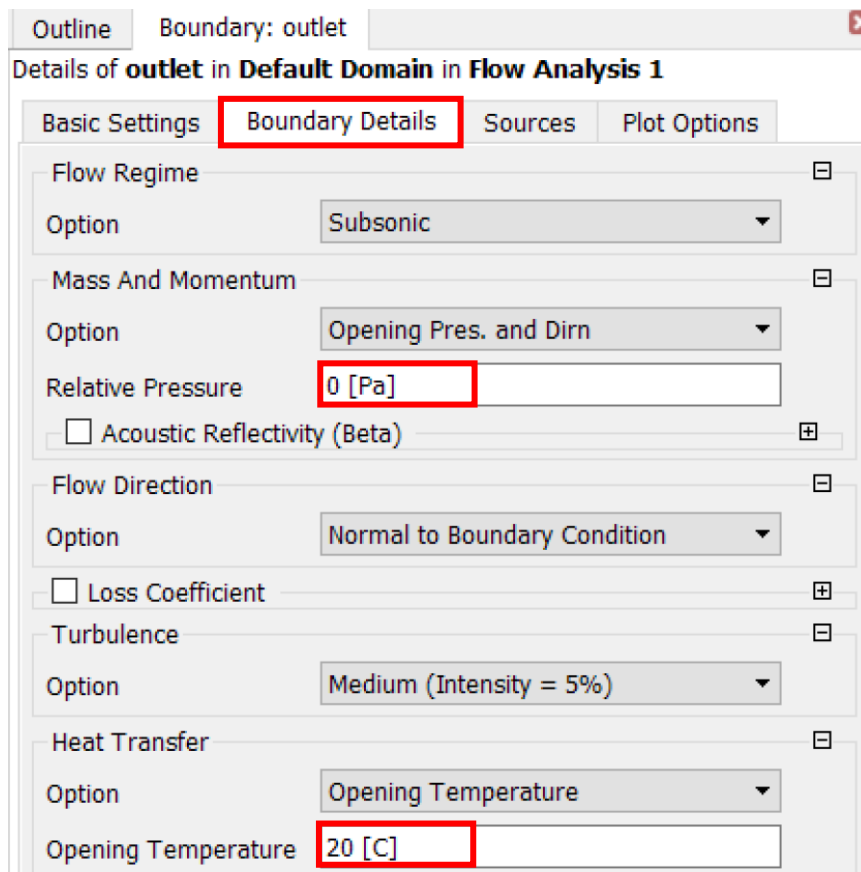 Outline Boundary: outlet
Details of outlet in Default Domain in Flow Analysis 1
Basic Settings Boundary Details Sources Plot Options
Flow Regime
Option Subsonic
Mass And Momentum
Option Opening Pres. and Dirn
Relative Pressure 0 [Pa]
Acoustic Reflectivity (Beta)
Flow Direction
Option Normal to Boundary Condition
Loss Coefficient
Turbulence
Option Medium (Intensity = 5%)
Heat Transfer
Option Opening Temperature
Opening Temperature 20 [C]